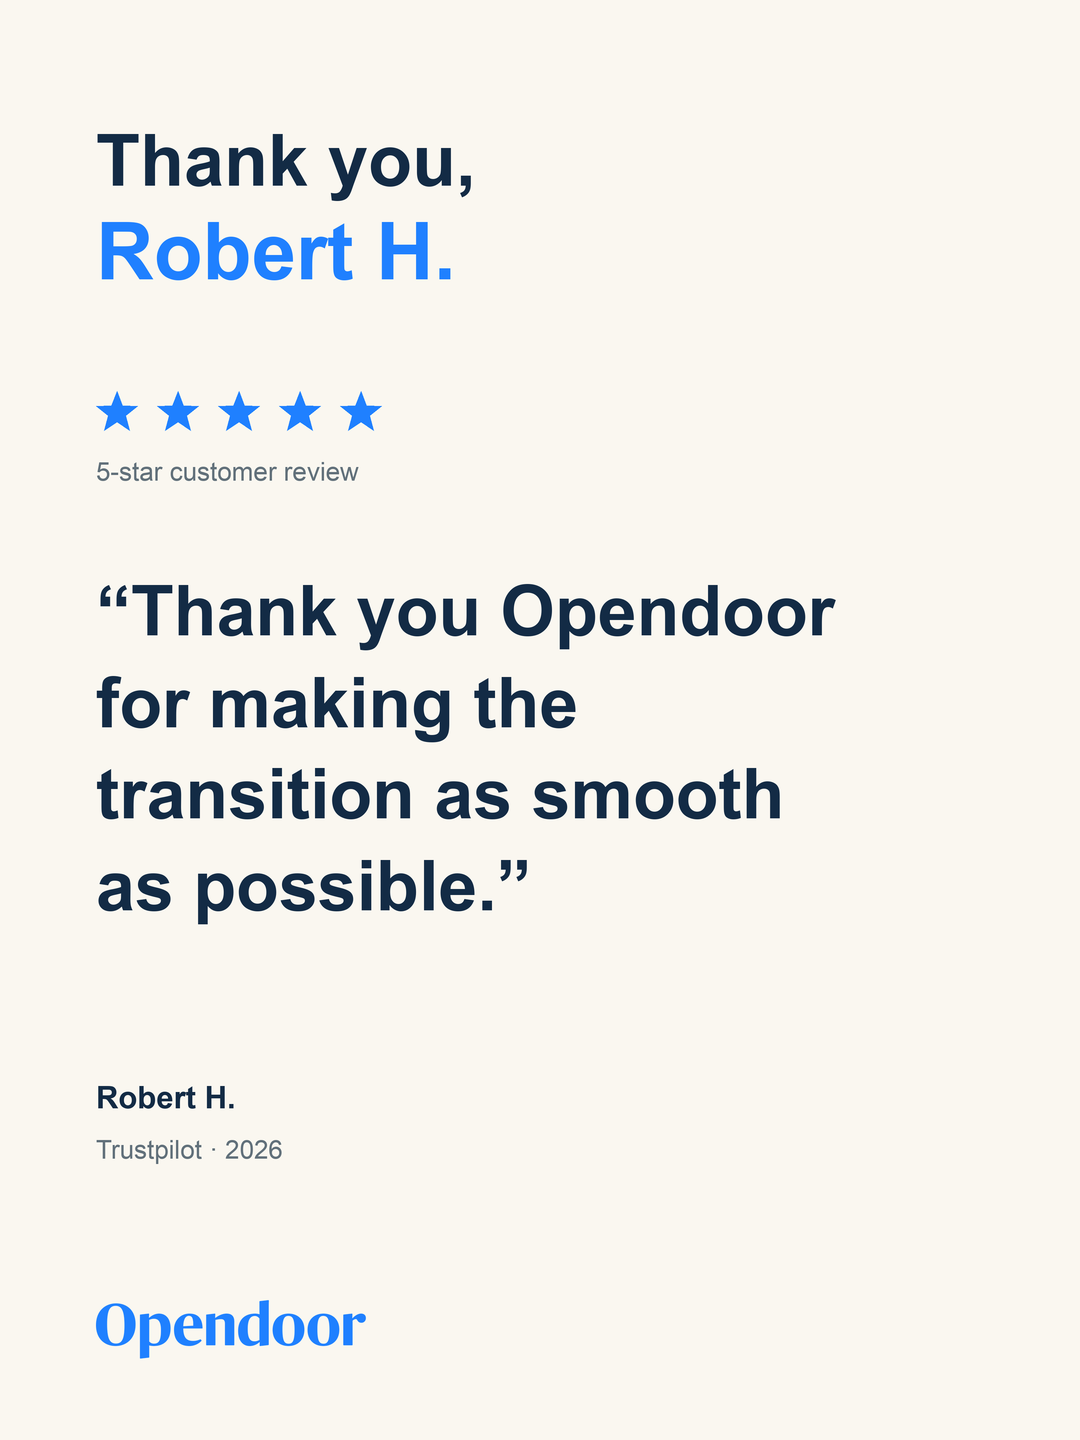 Thank you,
Robert H.
5-star customer review
“Thank you Opendoor
for making the
transition as smooth
as possible.”
Robert H.
Trustpilot · 2026
Opendoor